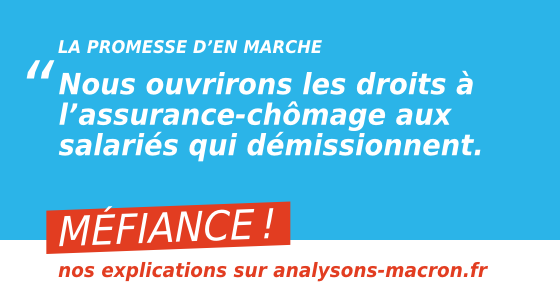 LA PROMESSE D’EN MARCHE
“ Nous ouvrirons les droits à
l’assurance-chômage aux
salariés qui démissionnent.
MÉFIANCE !
nos explications sur analysons-macron.fr